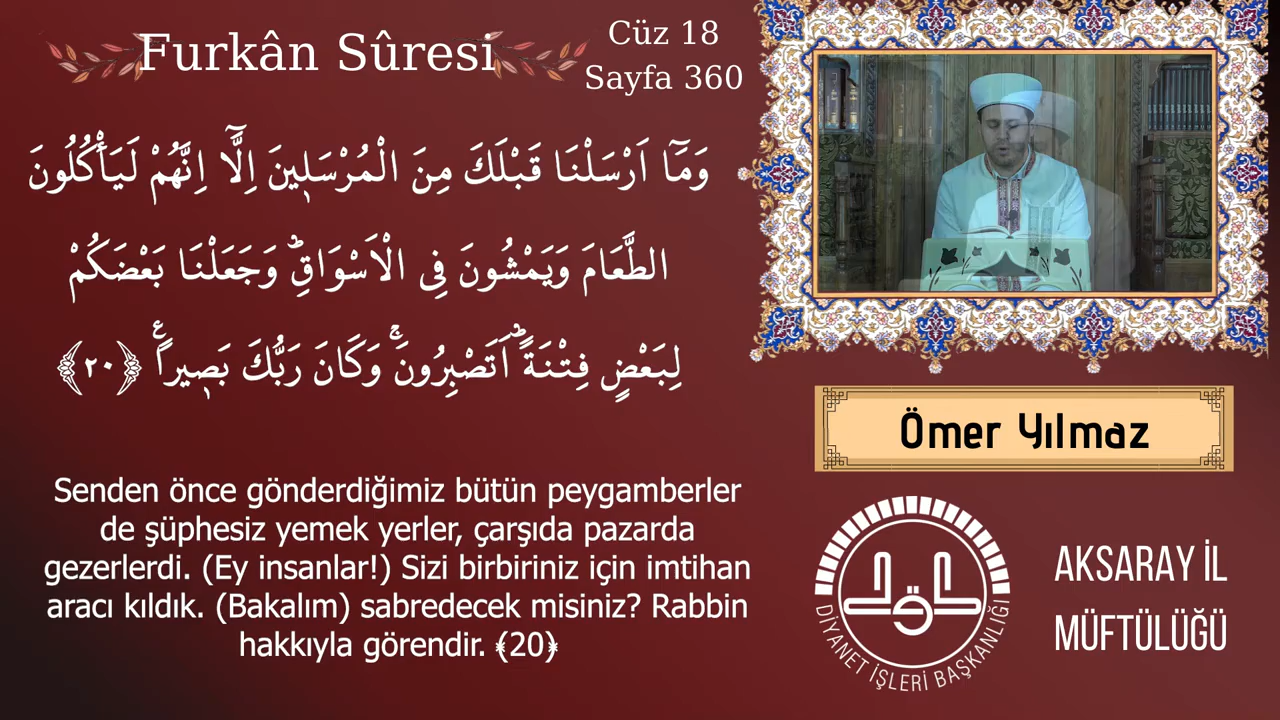 Furkân Sûresi
Cüz 18
Sayfa 360
وَمَٓا اَرْسَلْنَا قَبْلَكَ مِنَ الْمُرْسَل۪ينَ اِلَّٓا اِنَّهُمْ لَيَأْكُلُونَ
الطَّعَامَ وَيَمْشُونَ فِى الْاَسْوَاقِۜ وَجَعَلْنَا بَعْضَكُمْ
لِبَعْضٍ فِتْنَةًۜ اَتَصْبِرُونَۚ وَكَانَ رَبُّكَ بَص۪يراًࣖ ﴿٢٠﴾
Senden önce gönderdiğimiz bütün peygamberler
de şüphesiz yemek yerler, çarşıda pazarda
gezerlerdi. (Ey insanlar!) Sizi birbiriniz için imtihan
aracı kıldık. (Bakalım) sabredecek misiniz? Rabbin
hakkıyla görendir. ﴾20﴿
Ömer Yılmaz
DİYANET İŞLERİ BAŞKANLIĞI
AKSARAY İL
MÜFTÜLÜĞÜ